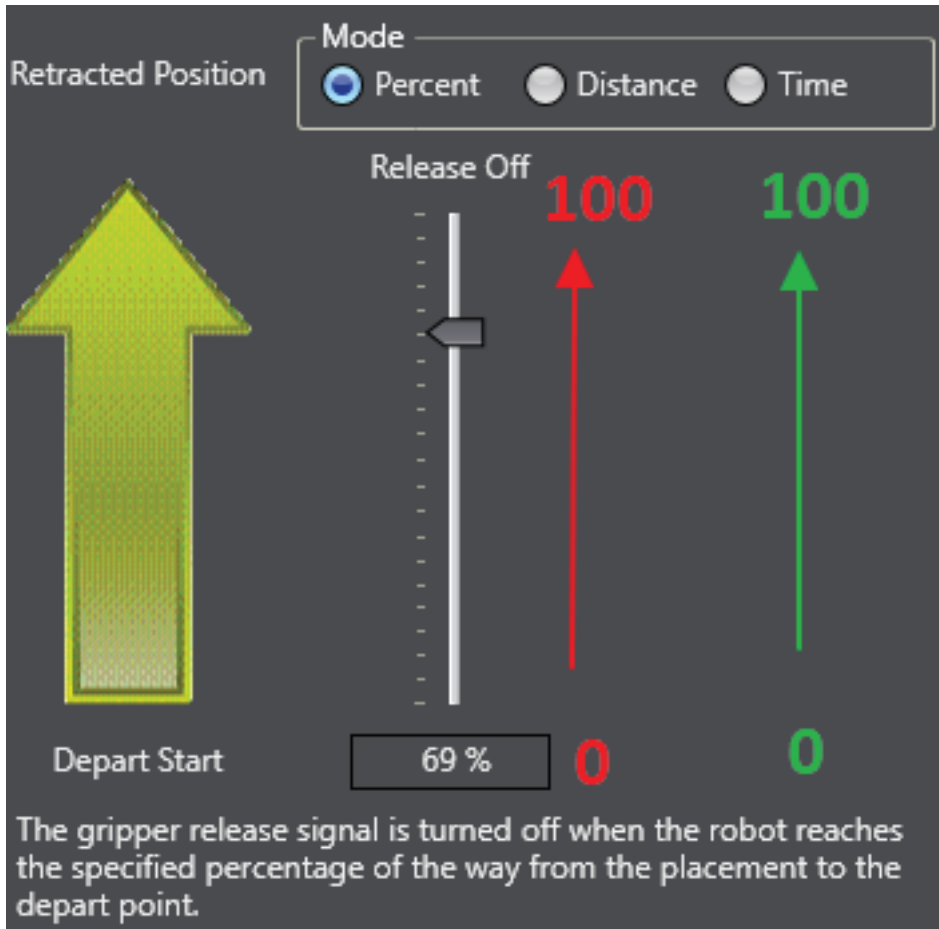 Mode
Retracted Position
Percent Distance Time
Release Off
100 100
Depart Start
69 %
0 0
The gripper release signal is turned off when the robot reaches
the specified percentage of the way from the placement to the
depart point.